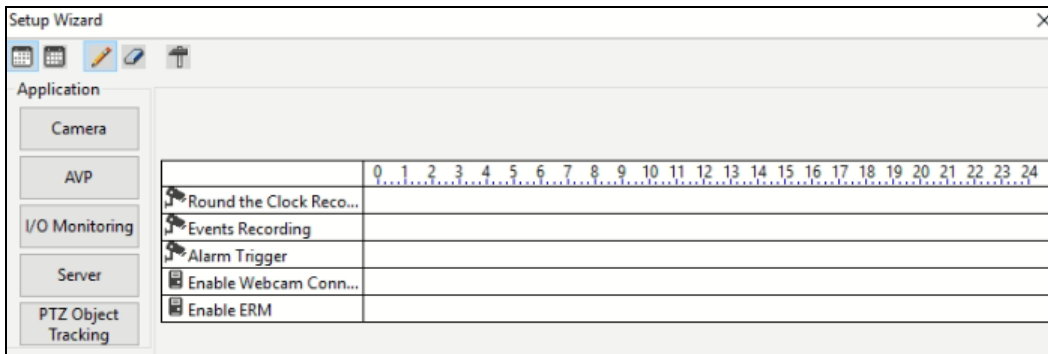 Setup Wizard
Application
Camera
AVP
I/O Monitoring
Server
PTZ Object
Tracking
0 1 2 3 4 5 6 7 8 9 10 11 12 13 14 15 16 17 18 19 20 21 22 23 24
Round the Clock Reco...
Events Recording
Alarm Trigger
Enable Webcam Conn...
Enable ERM